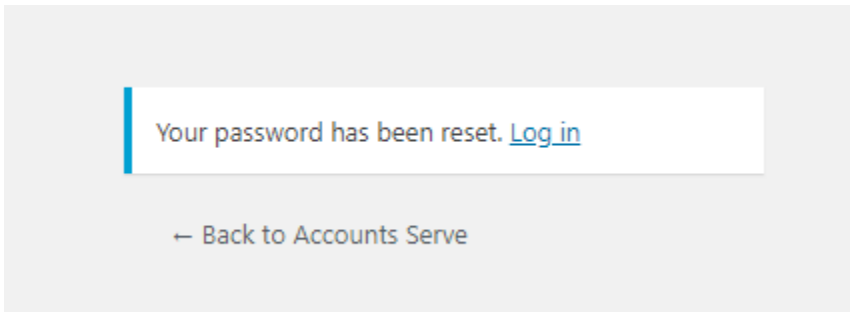 Your password has been reset. Log in
← Back to Accounts Serve